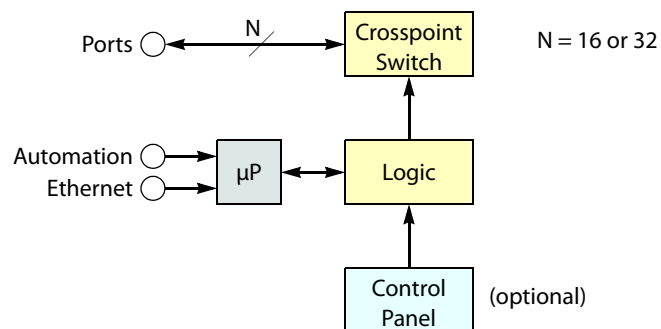 N
Ports
Crosspoint
Switch
N = 16 or 32
Automation
Ethernet
µP
Logic
Control
Panel
(optional)